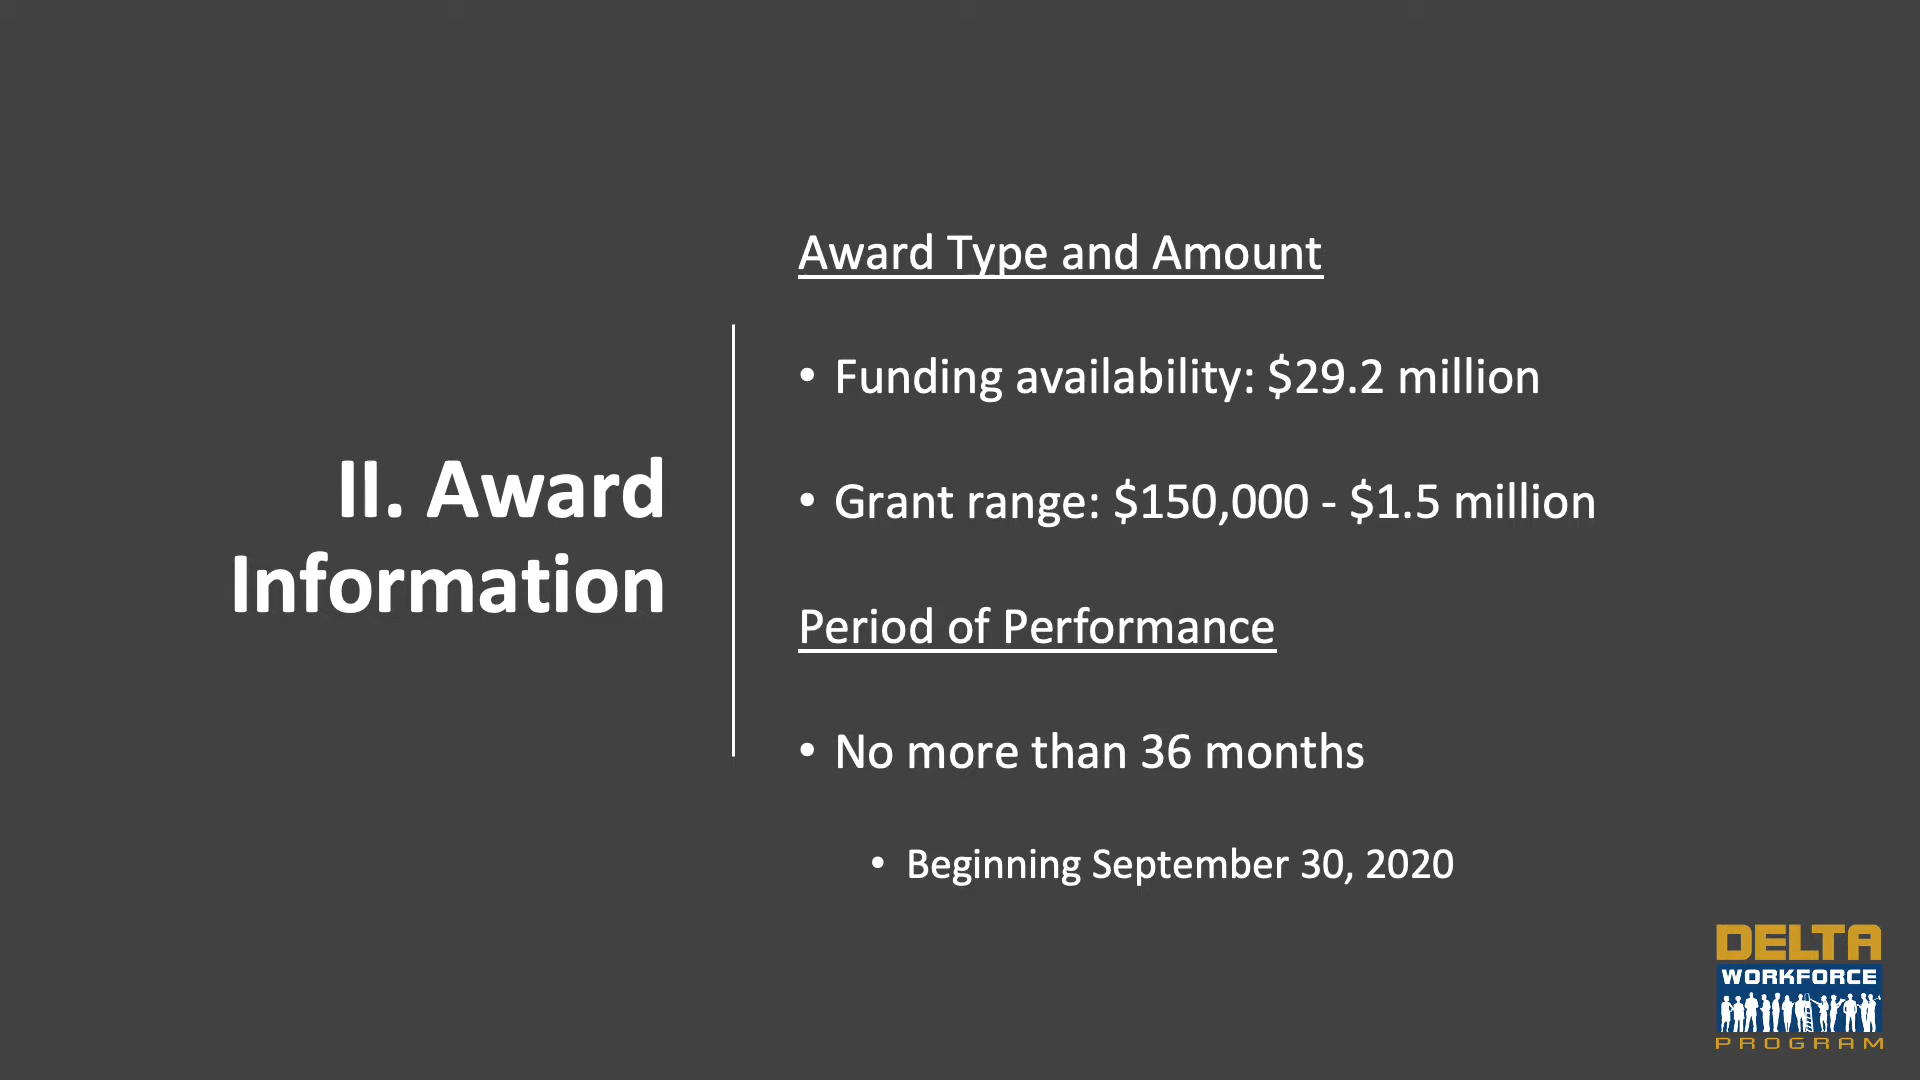 II. Award
Information
Award Type and Amount
• Funding availability: $29.2 million
• Grant range: $150,000 - $1.5 million
Period of Performance
• No more than 36 months
• Beginning September 30, 2020
DELTA
WORKFORCE
PROGRAM